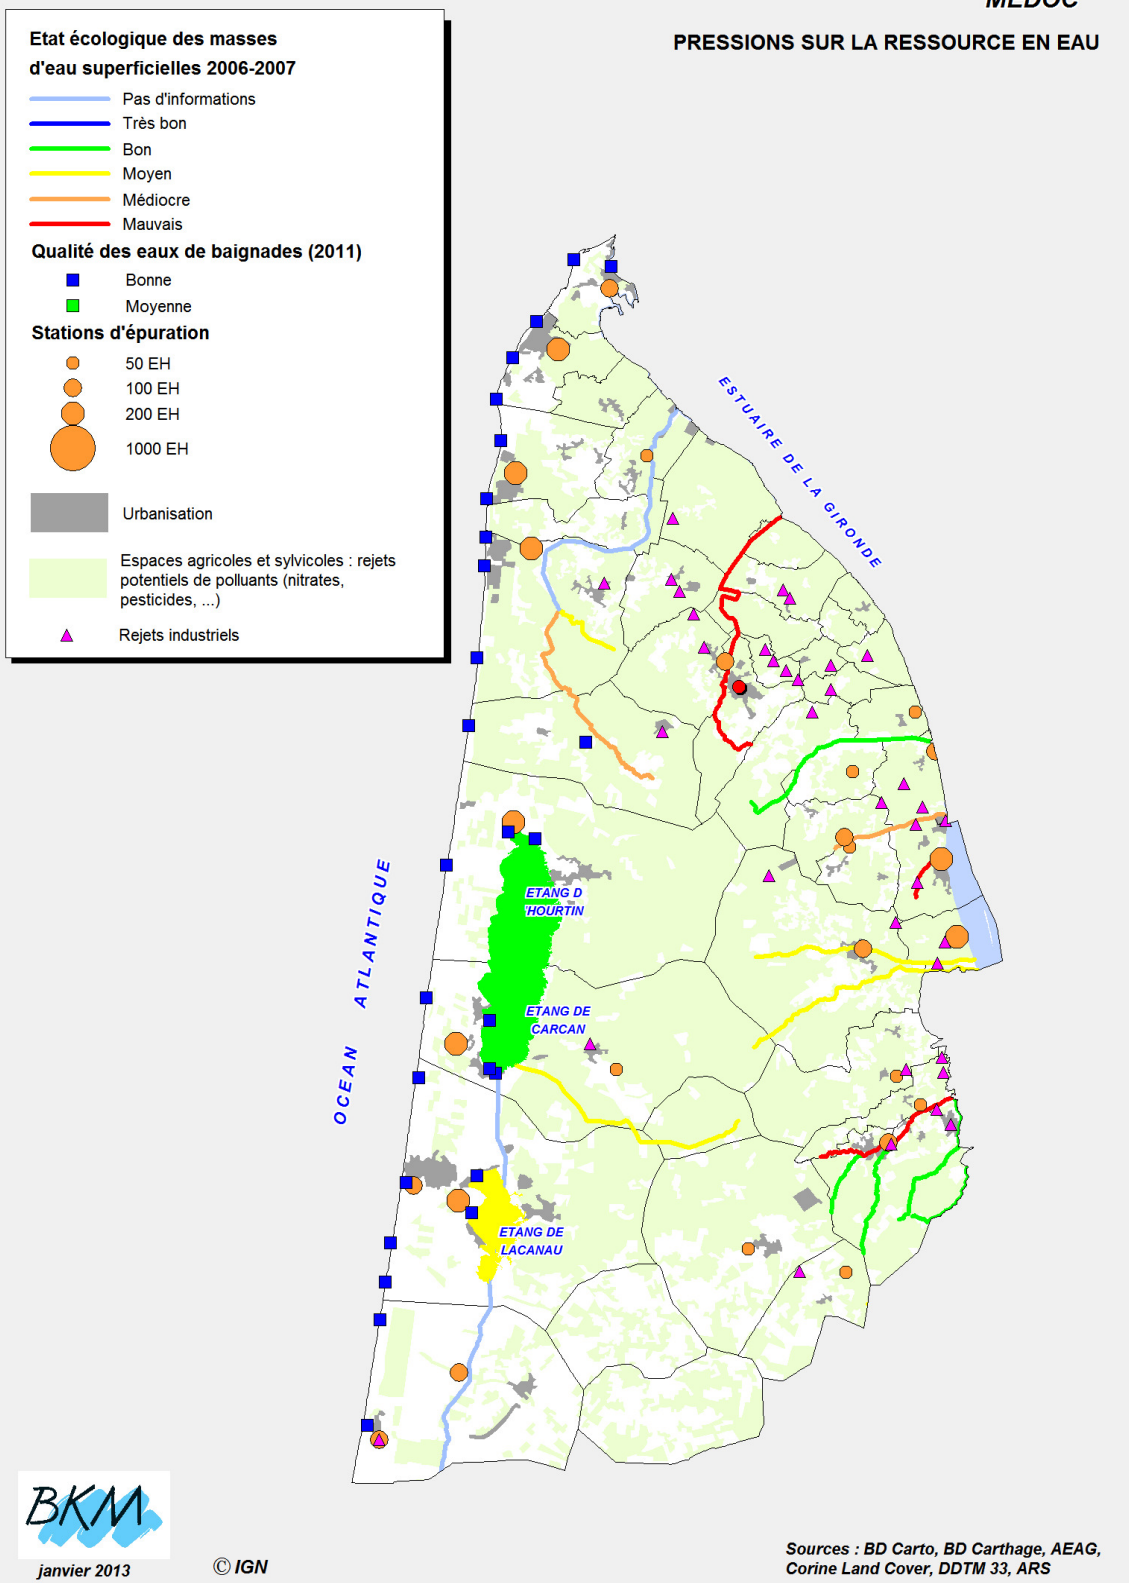 MEDOC
PRESSIONS SUR LA RESSOURCE EN EAU
Etat écologique des masses
d'eau superficielles 2006-2007
Pas d'informations
Très bon
Bon
Moyen
Médiocre
Mauvais
Qualité des eaux de baignades (2011)
Bonne
Moyenne
Stations d'épuration
50 EH
100 EH
200 EH
1000 EH
Urbanisation
Espaces agricoles et sylvicoles : rejets
potentiels de polluants (nitrates,
pesticides, ...)
Rejets industriels
ESTUAIRE DE LA GIRONDE
OCEAN ATLANTIQUE
ETANG D
'HOURTIN
ETANG DE
CARCAN
ETANG DE
LACANAU
BKM
janvier 2013
© IGN
Sources : BD Carto, BD Carthage, AEAG,
Corine Land Cover, DDTM 33, ARS